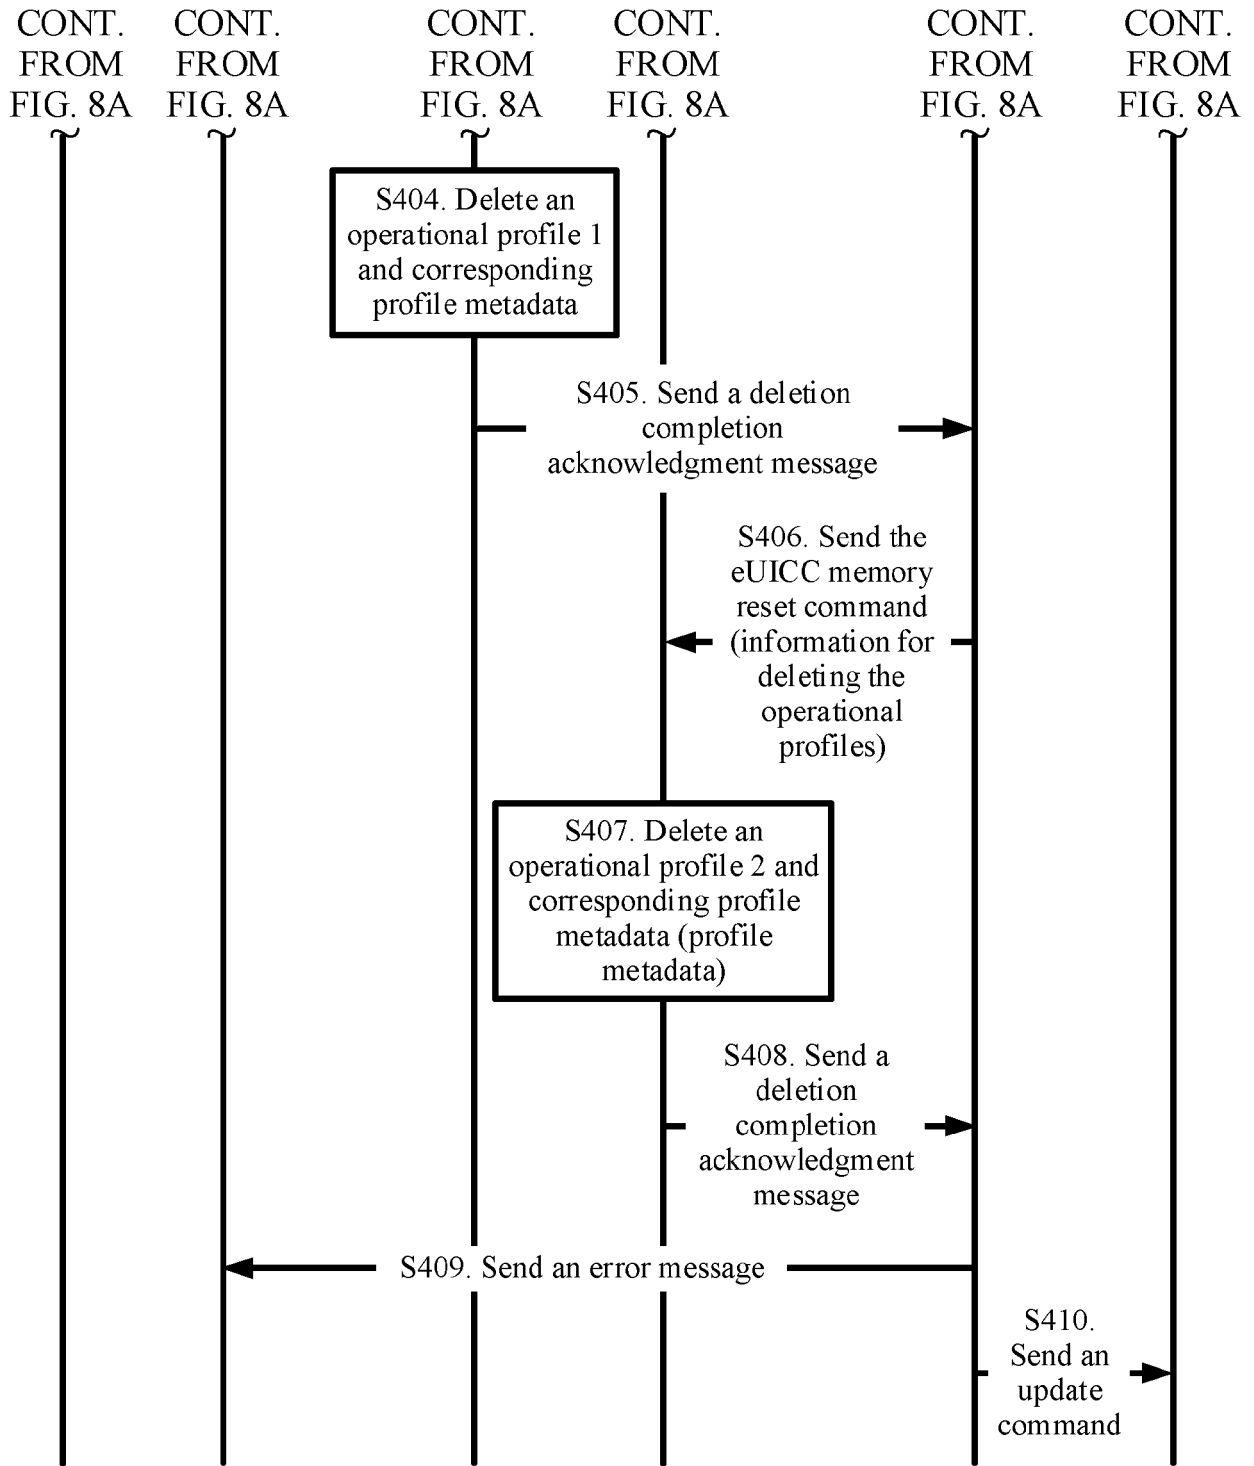 CONT. CONT. CONT. CONT. CONT. CONT.
FROM FROM FROM FROM FROM FROM
FIG. 8A FIG. 8A FIG. 8A FIG. 8A FIG. 8A FIG. 8A
S404. Delete an
operational profile 1
and corresponding
profile metadata
S405. Send a deletion
completion
acknowledgment message
S406. Send the
eUICC memory
reset command
(information for
deleting the
operational
profiles)
S407. Delete an
operational profile 2 and
corresponding profile
metadata (profile
metadata)
S408. Send a
deletion
completion
acknowledgment
message
S409. Send an error message
S410.
Send an
update
command